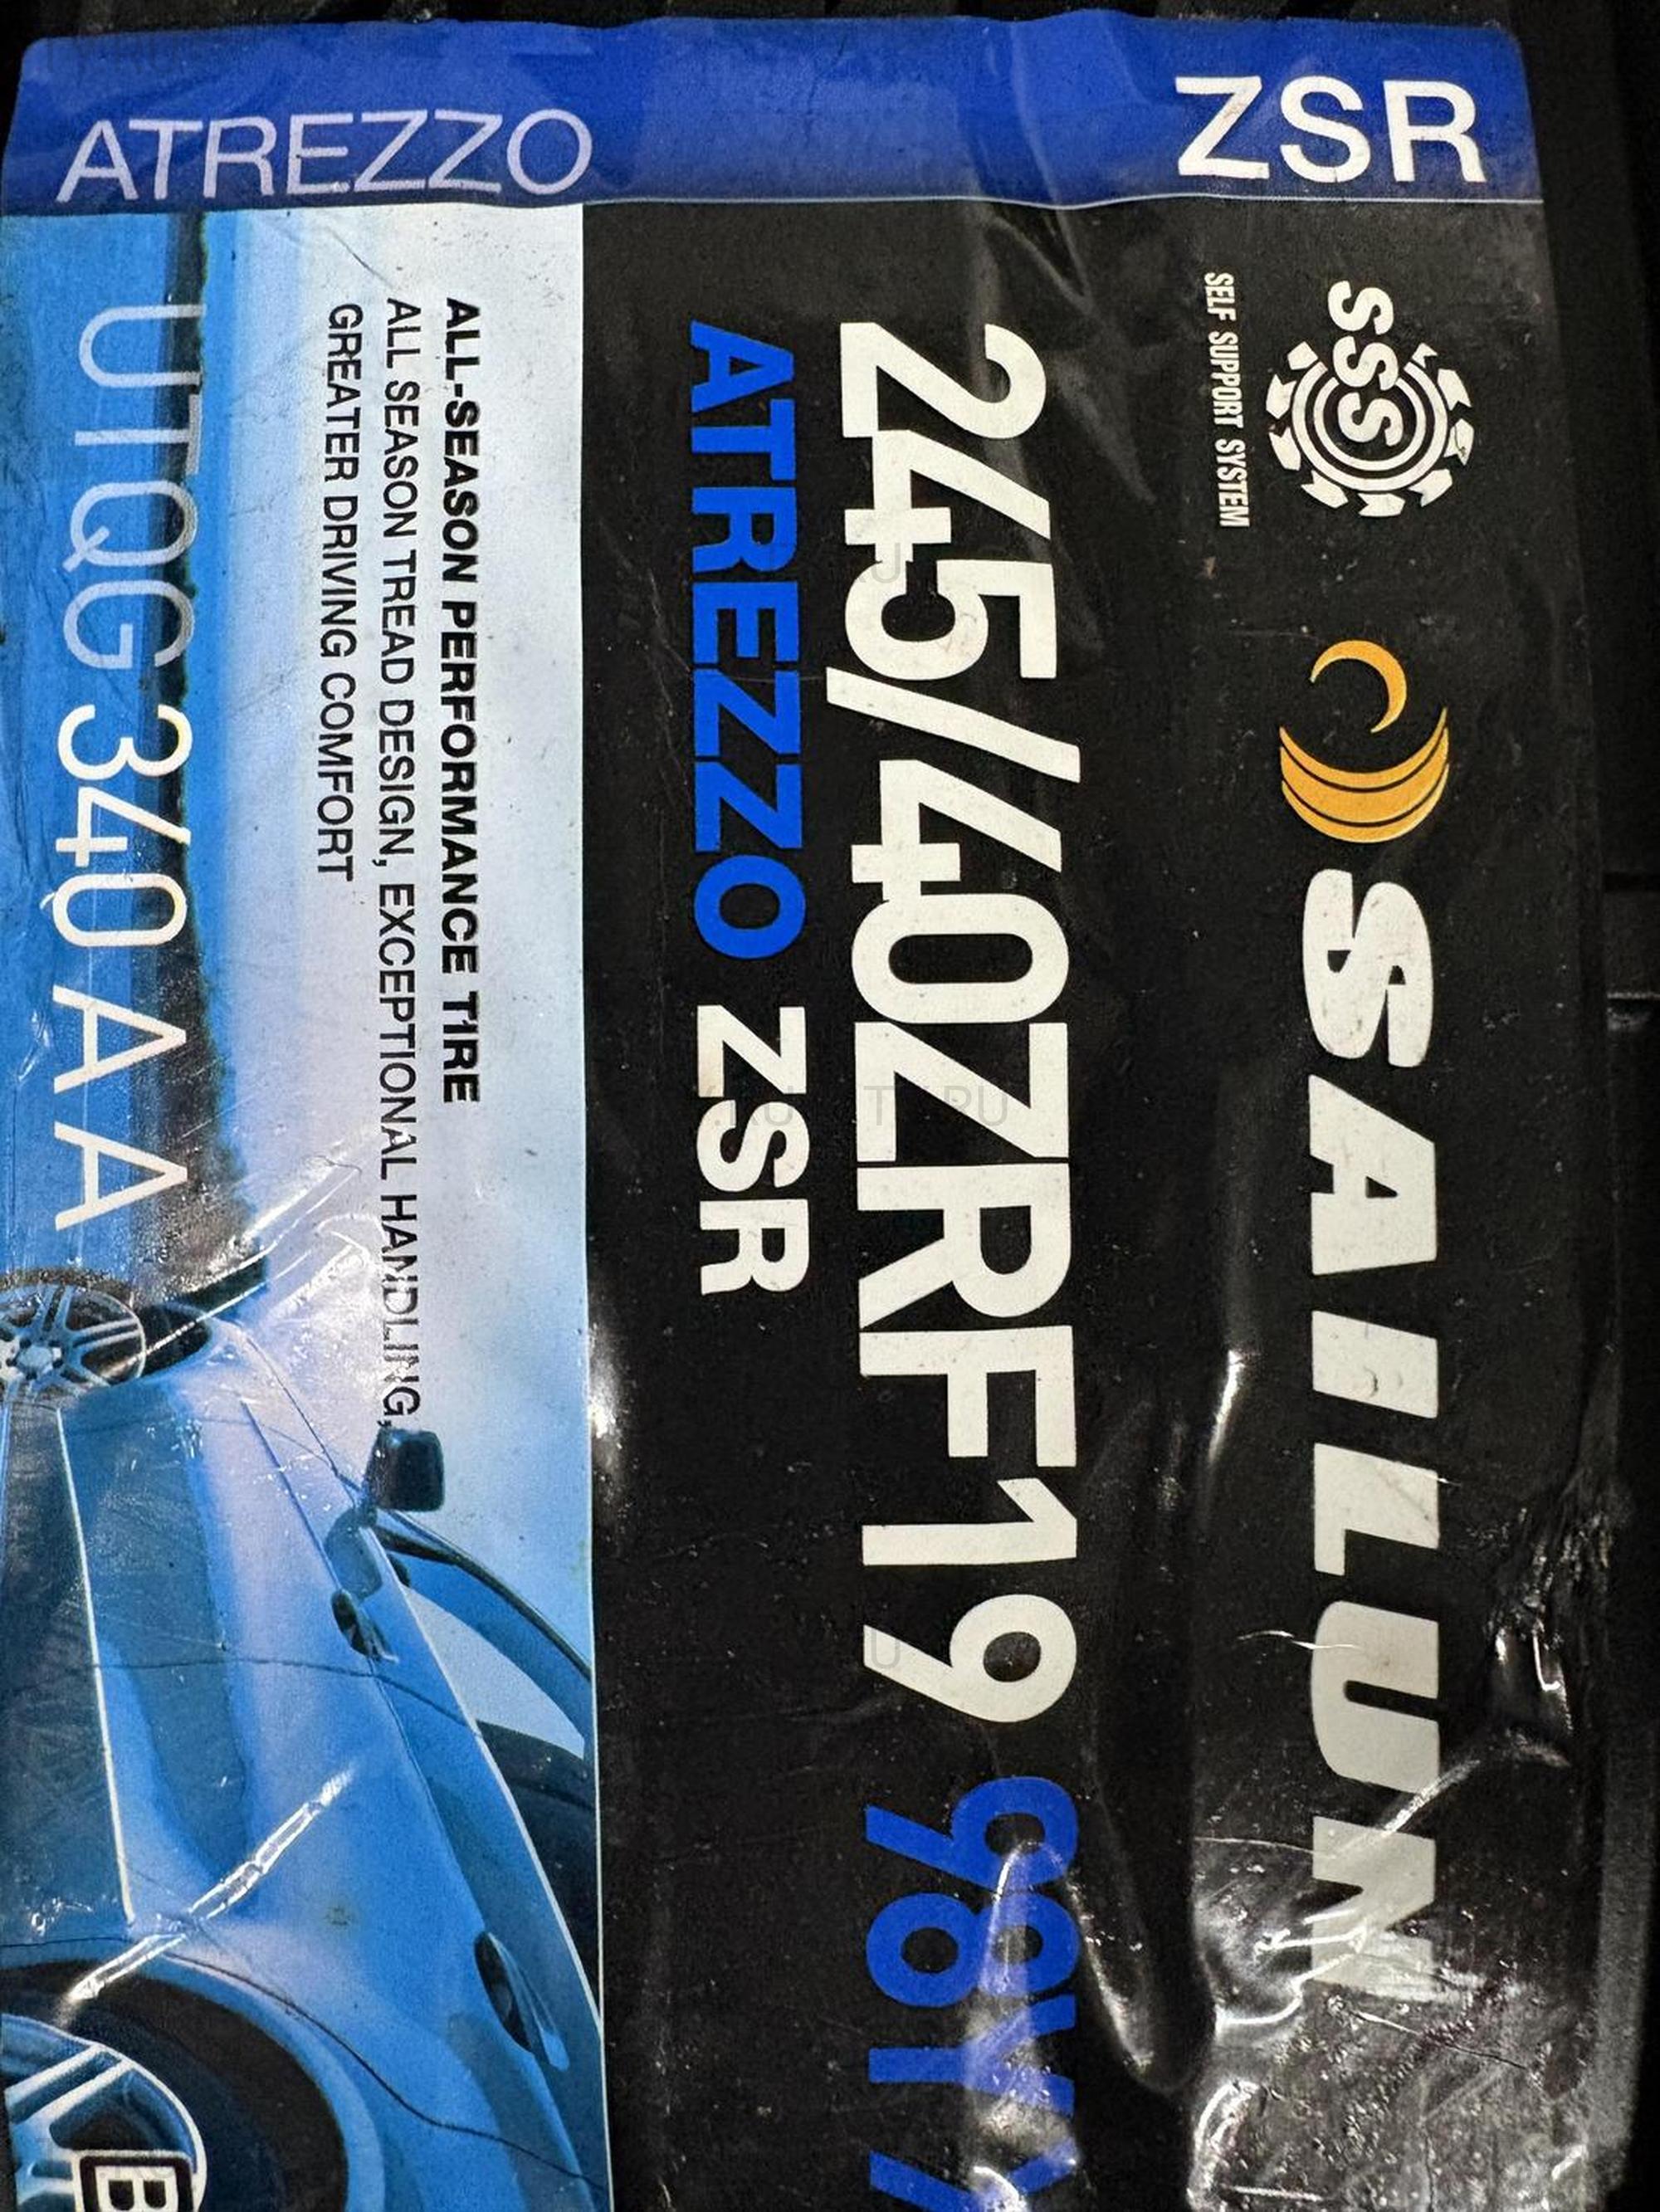 ATREZZO ZSR
SSS
SELF SUPPORT SYSTEM
SAILUN
245/40ZRF19 98Y
ATREZZO ZSR
ALL-SEASON PERFORMANCE TIRE
ALL SEASON TREAD DESIGN, EXCEPTIONAL HANDLING,
GREATER DRIVING COMFORT
UTQG 340 A A